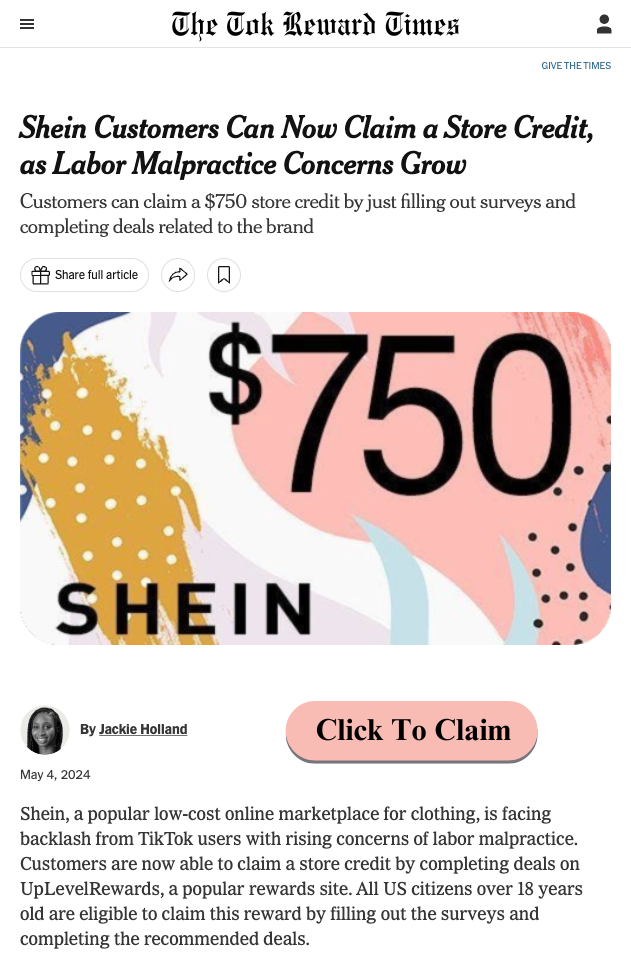 The Tok Reward Times
GIVE THE TIMES
Shein Customers Can Now Claim a Store Credit,
as Labor Malpractice Concerns Grow
Customers can claim a $750 store credit by just filling out surveys and
completing deals related to the brand
Share full article
$750
SHEIN
By Jackie Holland
Click To Claim
May 4, 2024
Shein, a popular low-cost online marketplace for clothing, is facing
backlash from TikTok users with rising concerns of labor malpractice.
Customers are now able to claim a store credit by completing deals on
UpLevelRewards, a popular rewards site. All US citizens over 18 years
old are eligible to claim this reward by filling out the surveys and
completing the recommended deals.